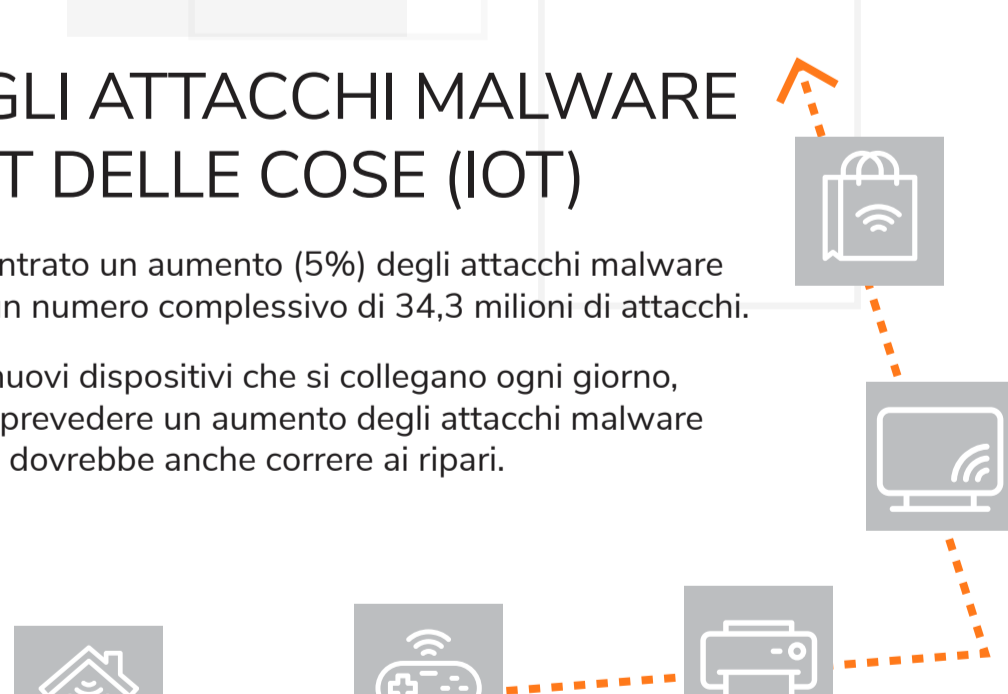 GLI ATTACCHI MALWARE
T DELLE COSE (IOT)
ntrato un aumento (5%) degli attacchi malware
un numero complessivo di 34,3 milioni di attacchi.
nuovi dispositivi che si collegano ogni giorno,
prevedere un aumento degli attacchi malware
dovrebbe anche correre ai ripari.